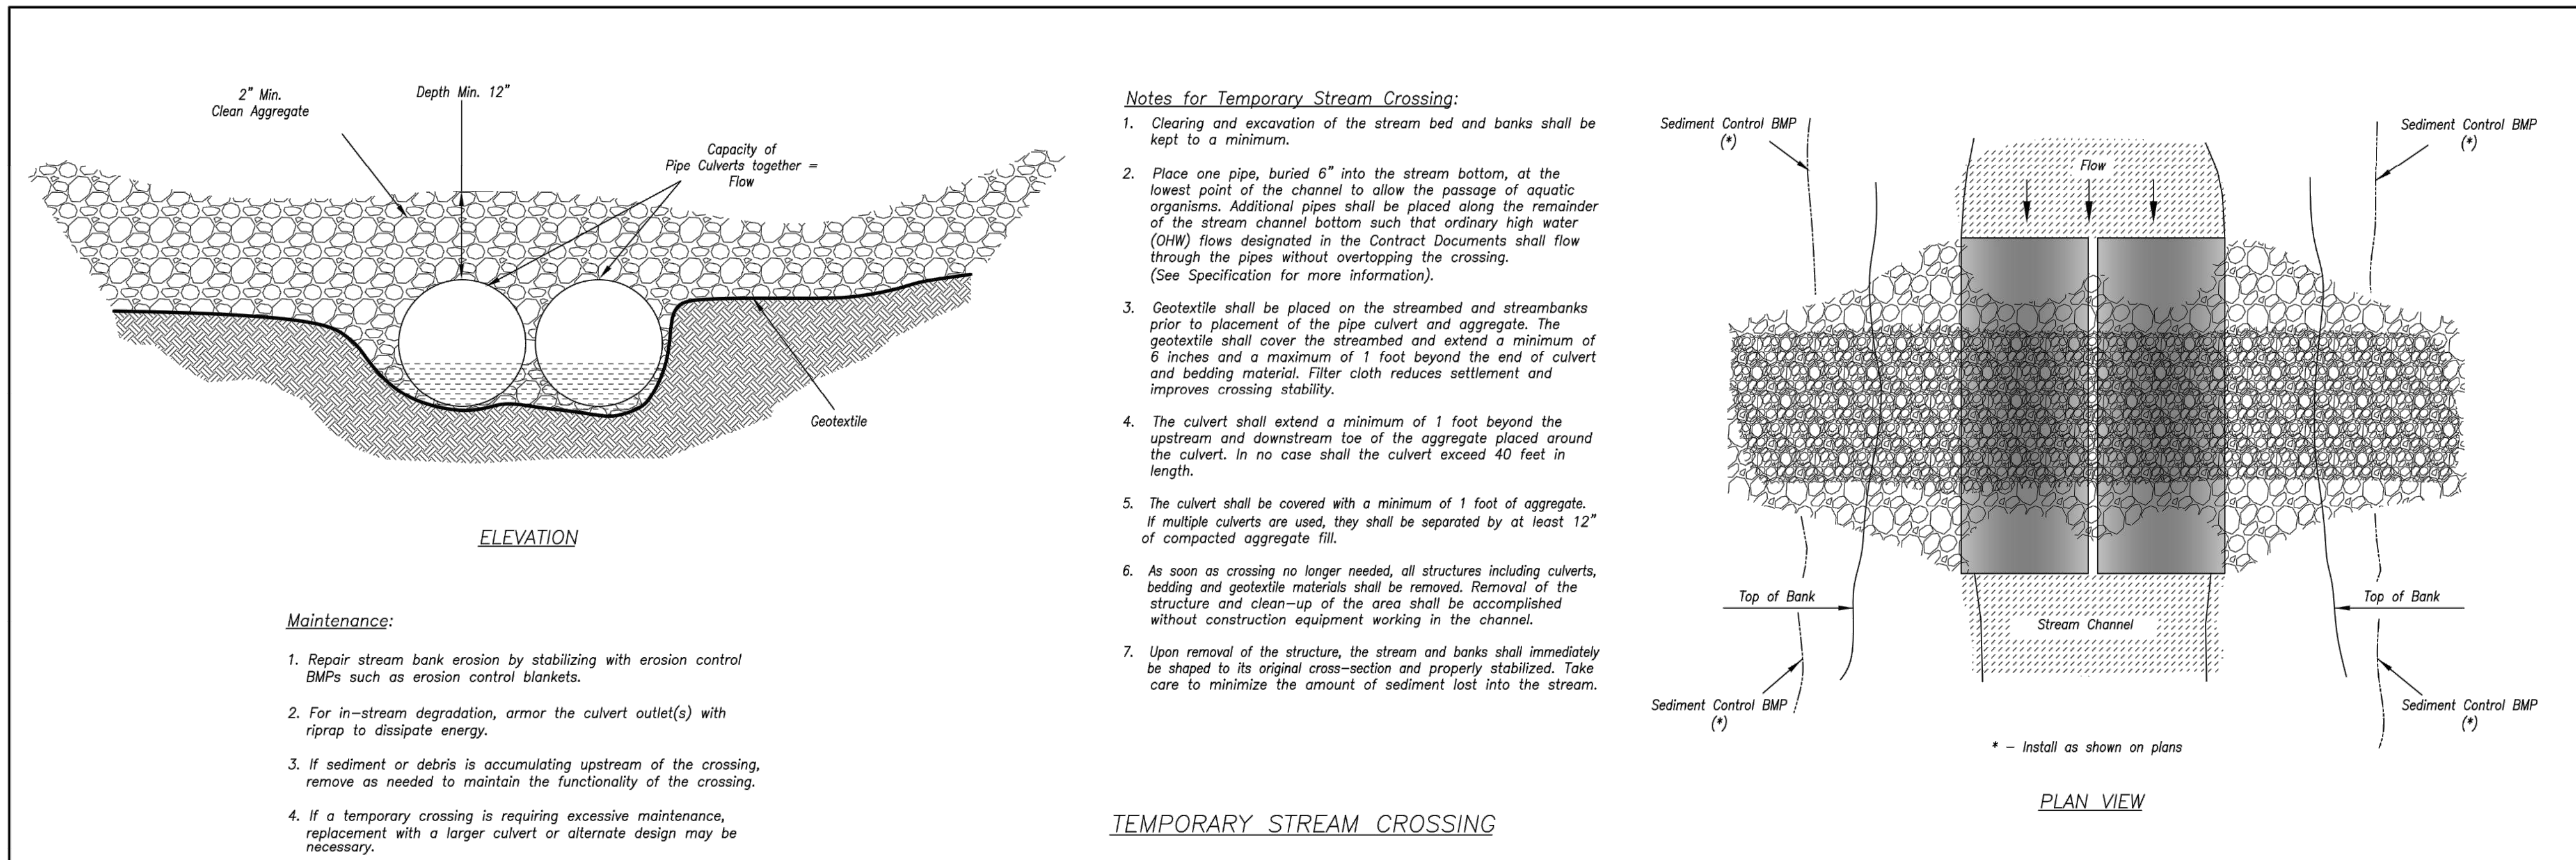 2" Min.
Clean Aggregate
Depth Min. 12"
Capacity of
Pipe Culverts together =
Flow
Geotextile
ELEVATION
Maintenance:
1. Repair stream bank erosion by stabilizing with erosion control
BMPs such as erosion control blankets.
2. For in-stream degradation, armor the culvert outlet(s) with
riprap to dissipate energy.
3. If sediment or debris is accumulating upstream of the crossing,
remove as needed to maintain the functionality of the crossing.
4. If a temporary crossing is requiring excessive maintenance,
replacement with a larger culvert or alternate design may be
necessary.
Notes for Temporary Stream Crossing:
1. Clearing and excavation of the stream bed and banks shall be
kept to a minimum.
2. Place one pipe, buried 6" into the stream bottom, at the
lowest point of the channel to allow the passage of aquatic
organisms. Additional pipes shall be placed along the remainder
of the stream channel bottom such that ordinary high water
(OHW) flows designated in the Contract Documents shall flow
through the pipes without overtopping the crossing.
(See Specification for more information).
3. Geotextile shall be placed on the streambed and streambanks
prior to placement of the pipe culvert and aggregate. The
geotextile shall cover the streambed and extend a minimum of
6 inches and a maximum of 1 foot beyond the end of culvert
and bedding material. Filter cloth reduces settlement and
improves crossing stability.
4. The culvert shall extend a minimum of 1 foot beyond the
upstream and downstream toe of the aggregate placed around
the culvert. In no case shall the culvert exceed 40 feet in
length.
5. The culvert shall be covered with a minimum of 1 foot of aggregate.
If multiple culverts are used, they shall be separated by at least 12"
of compacted aggregate fill.
6. As soon as crossing no longer needed, all structures including culverts,
bedding and geotextile materials shall be removed. Removal of the
structure and clean-up of the area shall be accomplished
without construction equipment working in the channel.
7. Upon removal of the structure, the stream and banks shall immediately
be shaped to its original cross-section and properly stabilized. Take
care to minimize the amount of sediment lost into the stream.
TEMPORARY STREAM CROSSING
Sediment Control BMP
(*)
Flow
Sediment Control BMP
(*)
Top of Bank
Top of Bank
Stream Channel
Sediment Control BMP
(*)
Sediment Control BMP
(*)
* - Install as shown on plans
PLAN VIEW